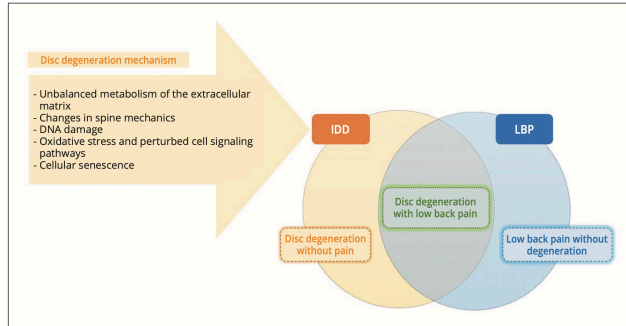 Disc degeneration mechanism
- Unbalanced metabolism of the extracellular
matrix
- Changes in spine mechanics
- DNA damage
- Oxidative stress and perturbed cell signaling
pathways
- Cellular senescence
IDD
LBP
Disc degeneration
with low back pain
Disc degeneration
without pain
Low back pain without
degeneration